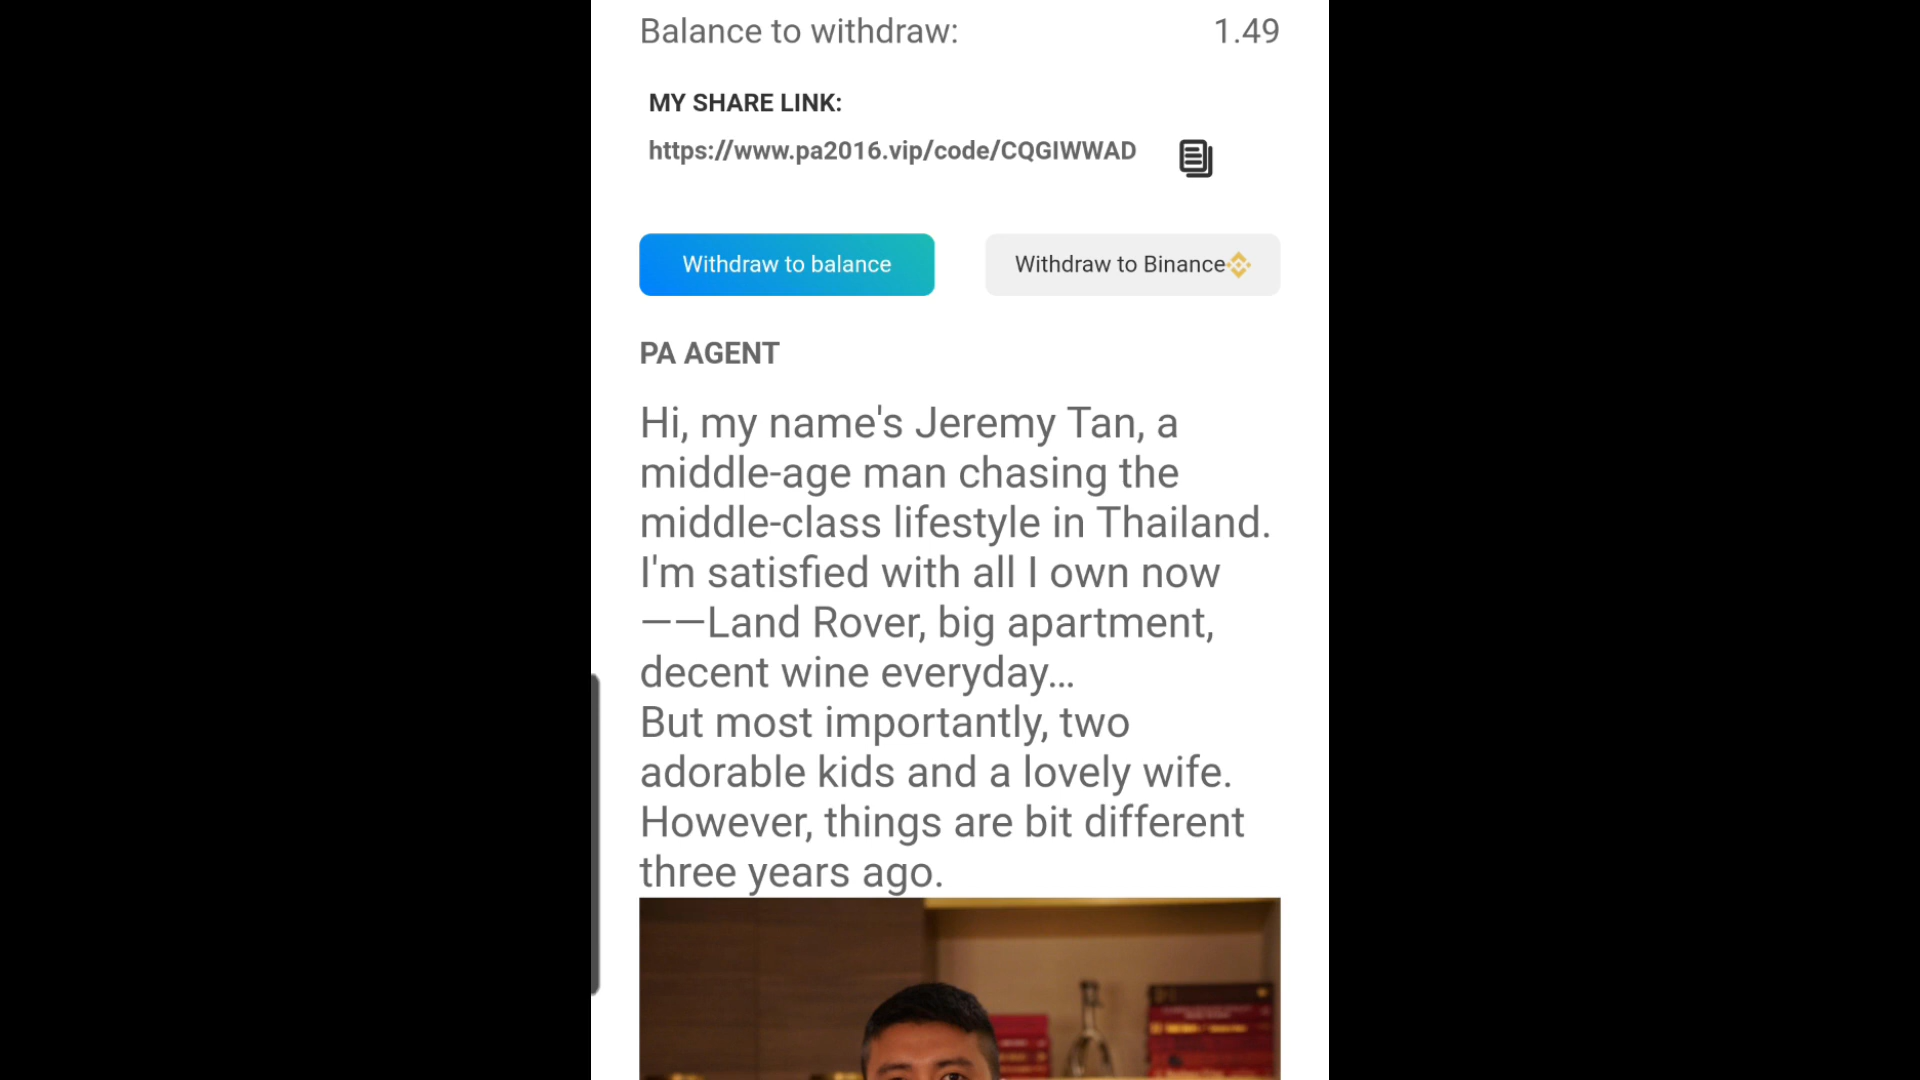 Balance to withdraw: 1.49
MY SHARE LINK:
https://www.pa2016.vip/code/CQGIWWAD
Withdraw to balance
Withdraw to Binance
PA AGENT
Hi, my name's Jeremy Tan, a
middle-age man chasing the
middle-class lifestyle in Thailand.
I'm satisfied with all I own now
——Land Rover, big apartment,
decent wine everyday...
But most importantly, two
adorable kids and a lovely wife.
However, things are bit different
three years ago.